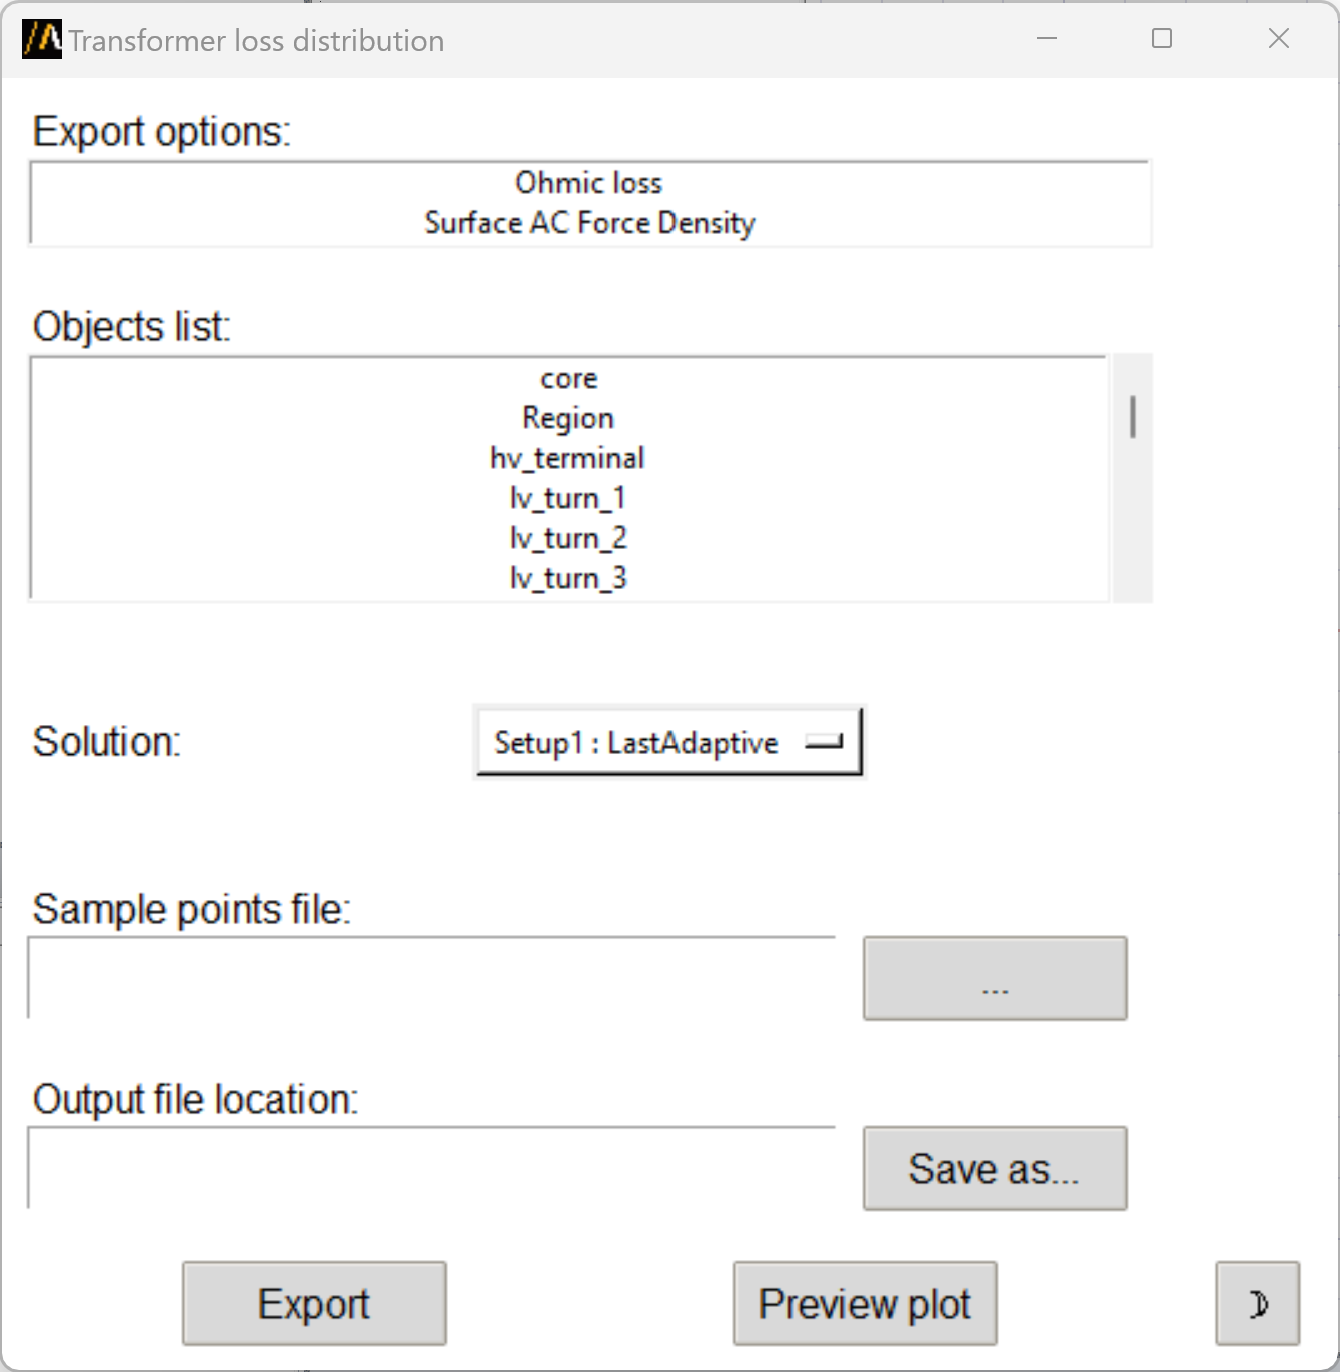 Transformer loss distribution
Export options:
Ohmic loss
Surface AC Force Density
Objects list:
core
Region
hv_terminal
lv_turn_1
lv_turn_2
lv_turn_3
Solution:
Setup1 : LastAdaptive
Sample points file:
...
Output file location:
Save as...
Export
Preview plot